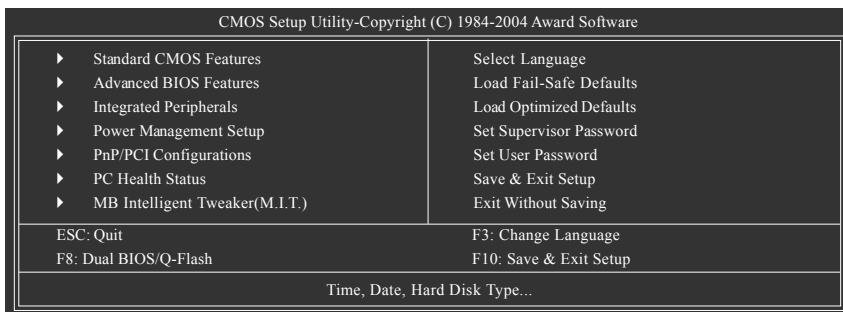 CMOS Setup Utility-Copyright (C) 1984-2004 Award Software
Standard CMOS Features
Advanced BIOS Features
Integrated Peripherals
Power Management Setup
PnP/PCI Configurations
PC Health Status
MB Intelligent Tweaker(M.I.T.)
Select Language
Load Fail-Safe Defaults
Load Optimized Defaults
Set Supervisor Password
Set User Password
Save & Exit Setup
Exit Without Saving
ESC: Quit
F8: Dual BIOS/Q-Flash
F3: Change Language
F10: Save & Exit Setup
Time, Date, Hard Disk Type...